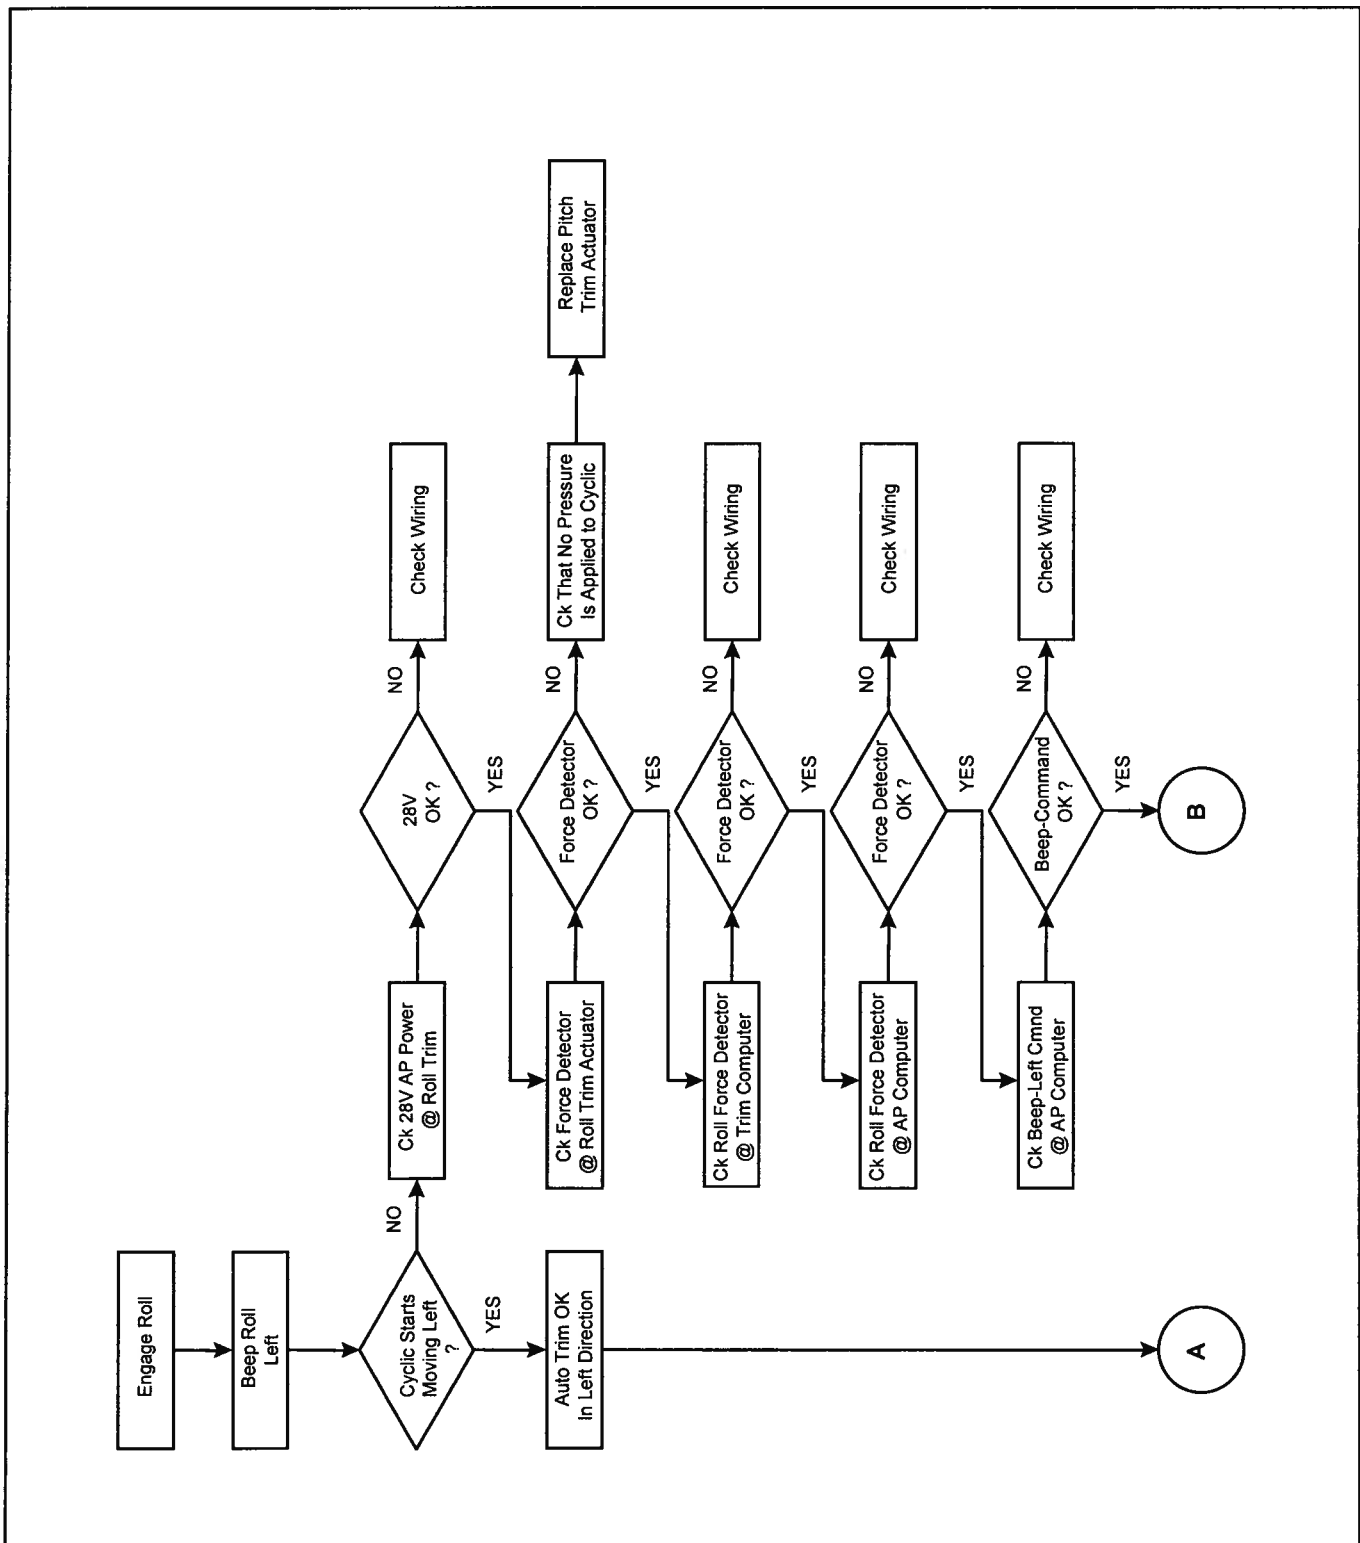 Engage Roll
Beep Roll
Left
Cyclic Starts
Moving Left
?
NO
YES
Auto Trim OK
In Left Direction
A
Ck 28V AP Power
@ Roll Trim
28V
OK ?
NO
Check Wiring
YES
Ck Force Detector
@ Roll Trim Actuator
Force Detector
OK ?
NO
Ck That No Pressure
Is Applied to Cyclic
Replace Pitch
Trim Actuator
YES
Ck Roll Force Detector
@ Trim Computer
Force Detector
OK ?
NO
Check Wiring
YES
Ck Roll Force Detector
@ AP Computer
Force Detector
OK ?
NO
Check Wiring
YES
Ck Beep-Left Cmnd
@ AP Computer
Beep-Command
OK ?
NO
Check Wiring
YES
B